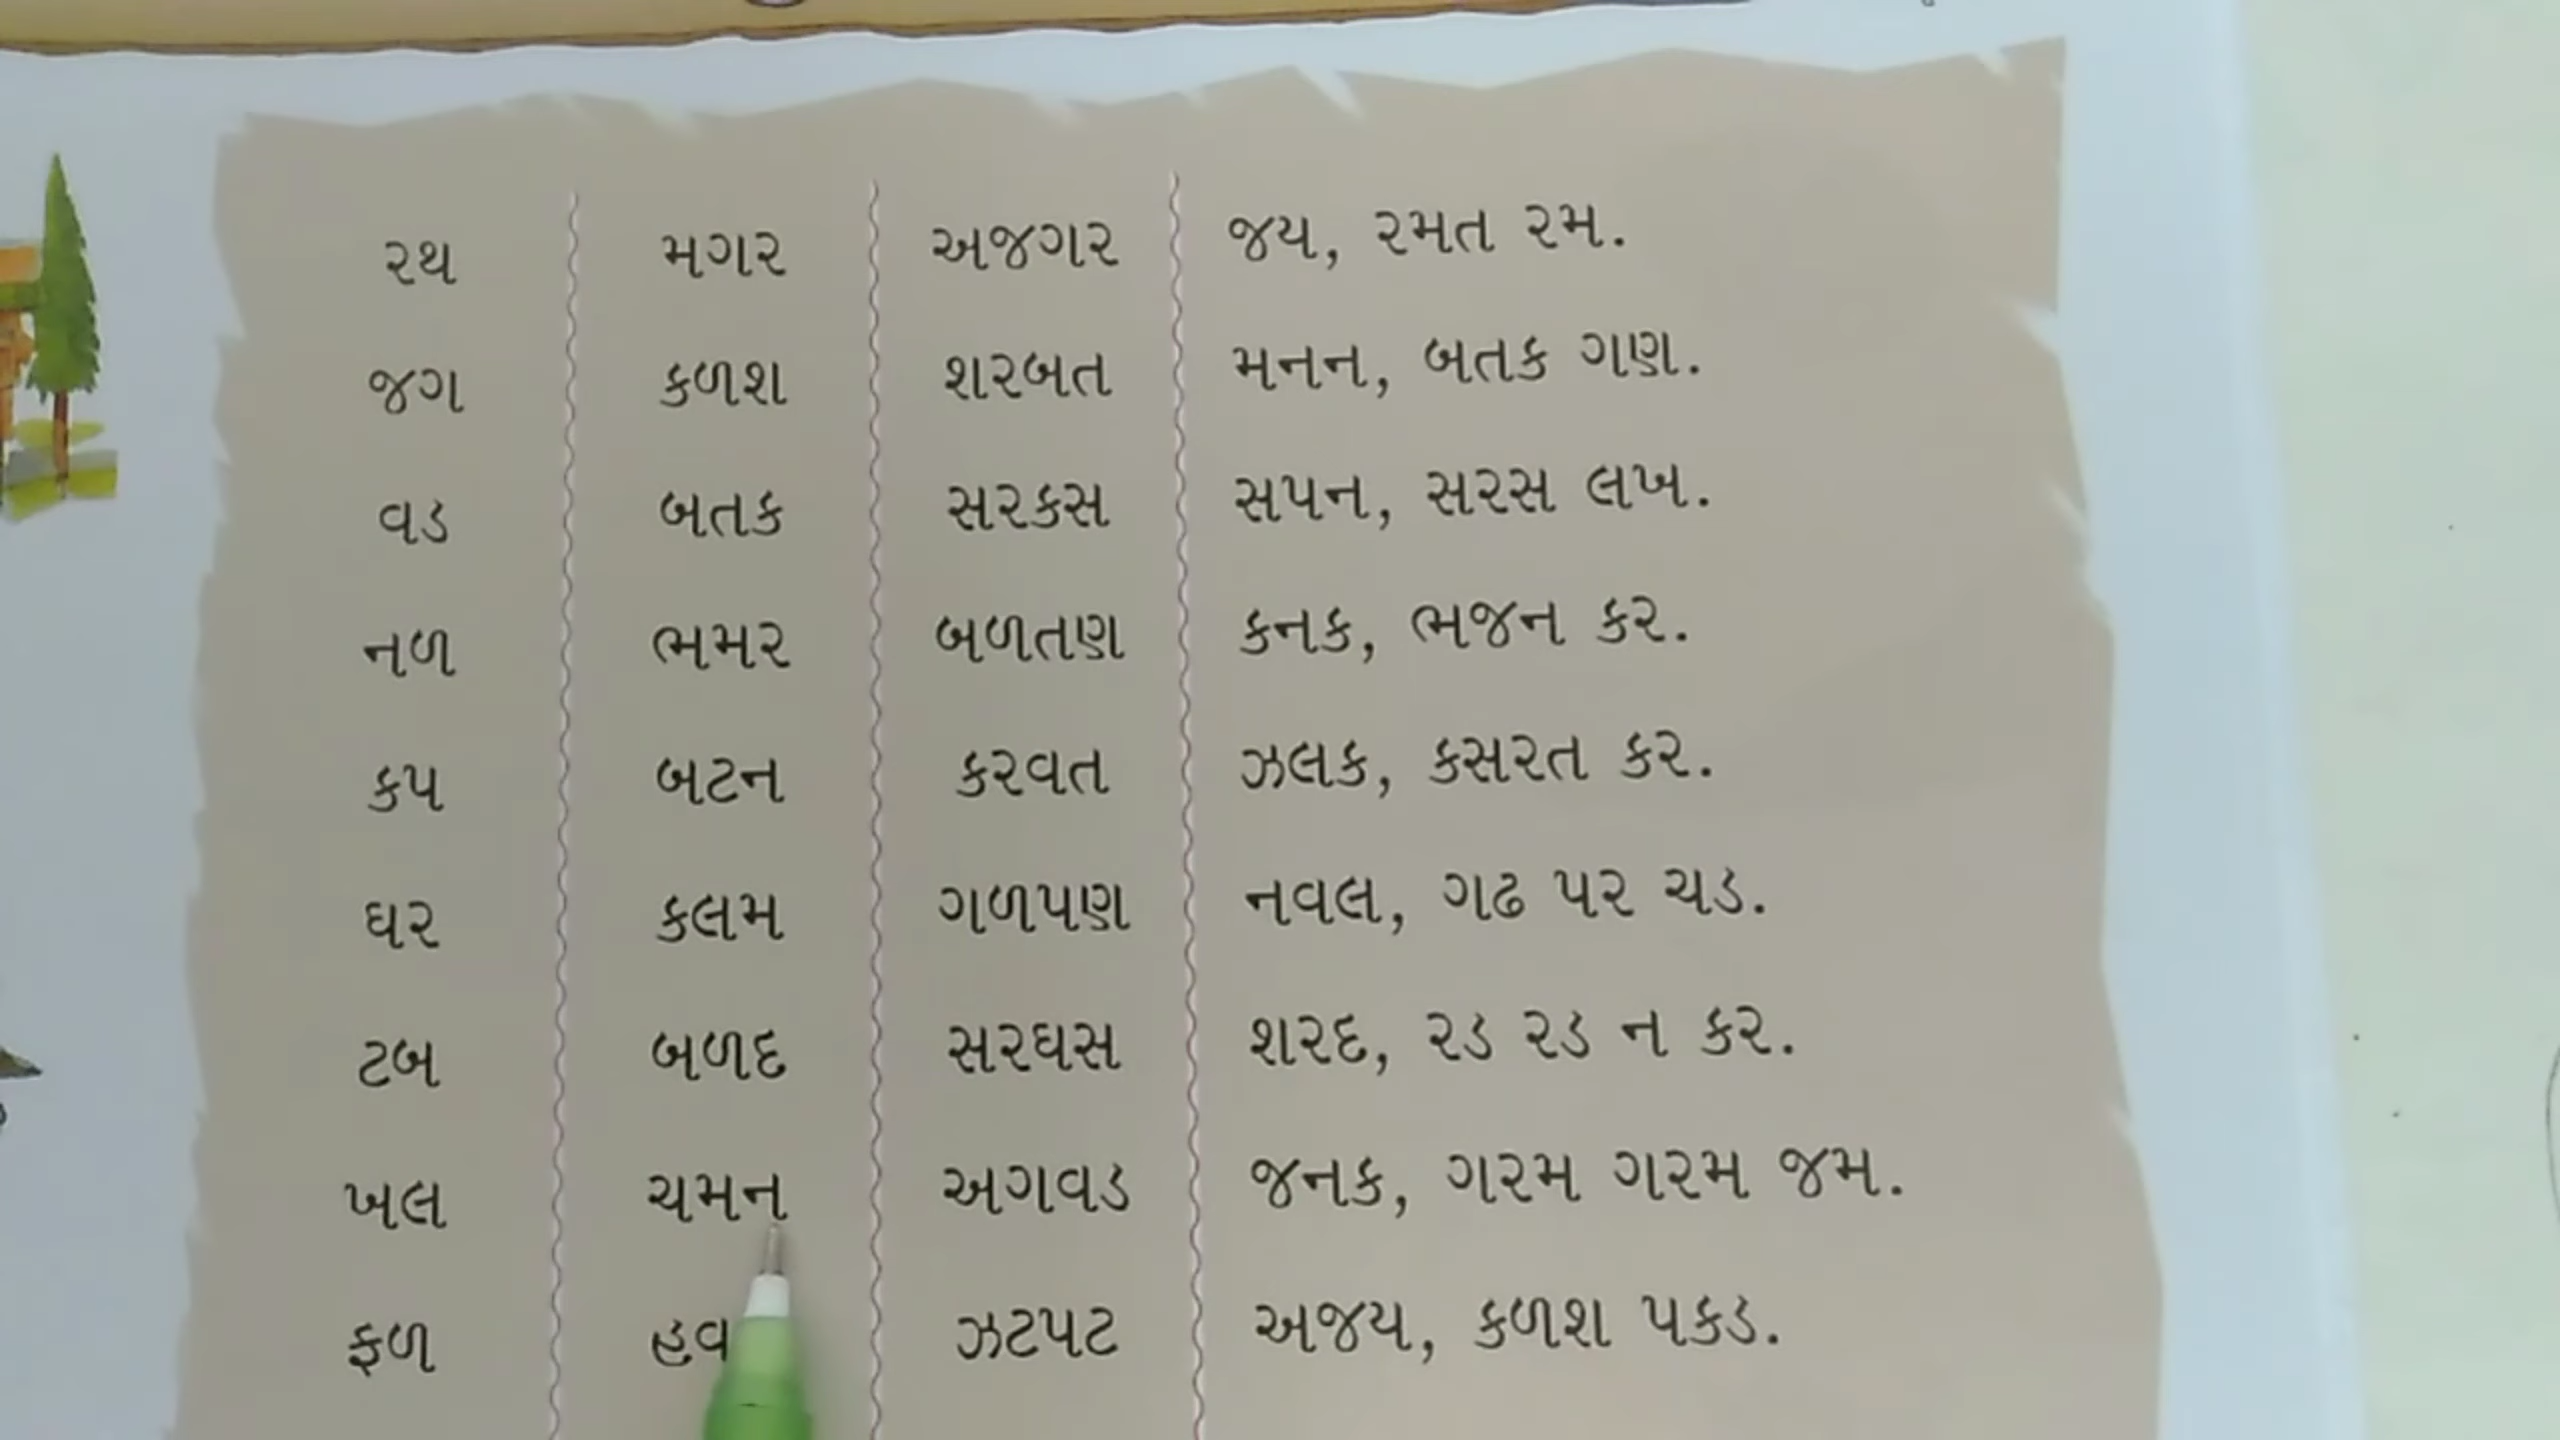 રથ મગર અજગર જય, રમત રમ.
જગ કળશ શરબત મનન, બતક ગણ.
વડ બતક સરકસ સપન, સરસ લખ.
નળ ભમર બળતણ કનક, ભજન કર.
કપ બટન કરવત ઝલક, કસરત કર.
ઘર કલમ ગળપણ નવલ, ગઢ પર ચડ.
ટબ બળદ સરઘસ શરદ, રડ રડ ન કર.
ખલ ચમન અગવડ જનક, ગરમ ગરમ જમ.
ફળ ઝટપટ અજય, કળશ પકડ.